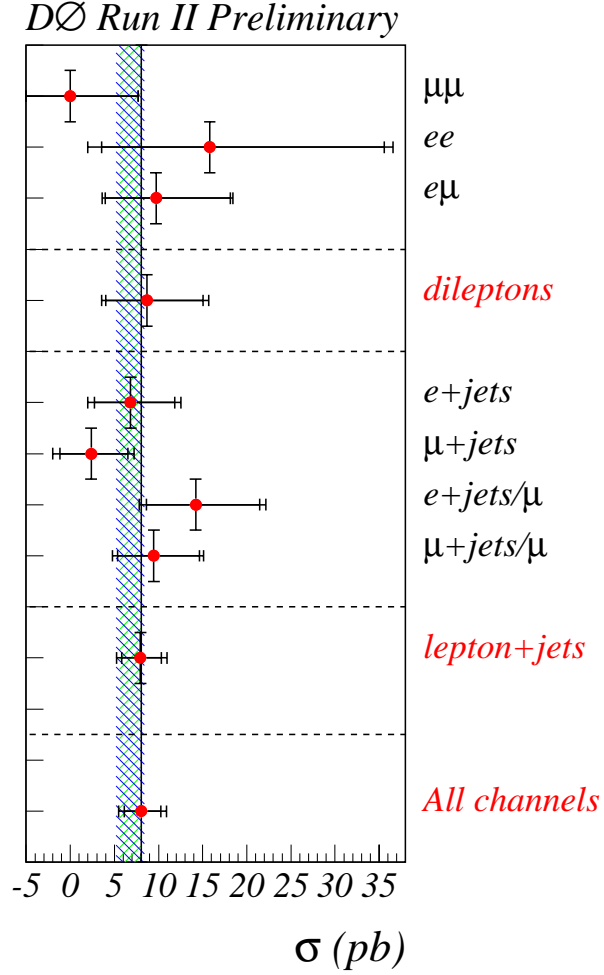 DØ Run II Preliminary
μμ
ee
eμ
dileptons
e+jets
μ+jets
e+jets/μ
μ+jets/μ
lepton+jets
All channels
-5 0 5 10 15 20 25 30 35
σ (pb)